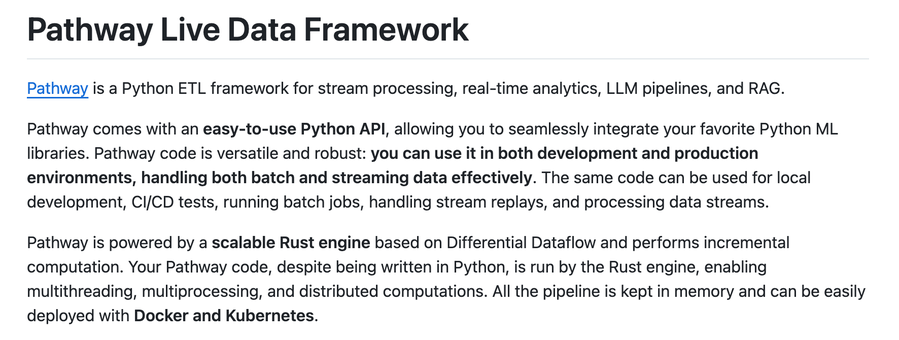 Pathway Live Data Framework
Pathway is a Python ETL framework for stream processing, real-time analytics, LLM pipelines, and RAG.
Pathway comes with an easy-to-use Python API, allowing you to seamlessly integrate your favorite Python ML
libraries. Pathway code is versatile and robust: you can use it in both development and production
environments, handling both batch and streaming data effectively. The same code can be used for local
development, CI/CD tests, running batch jobs, handling stream replays, and processing data streams.
Pathway is powered by a scalable Rust engine based on Differential Dataflow and performs incremental
computation. Your Pathway code, despite being written in Python, is run by the Rust engine, enabling
multithreading, multiprocessing, and distributed computations. All the pipeline is kept in memory and can be easily
deployed with Docker and Kubernetes.